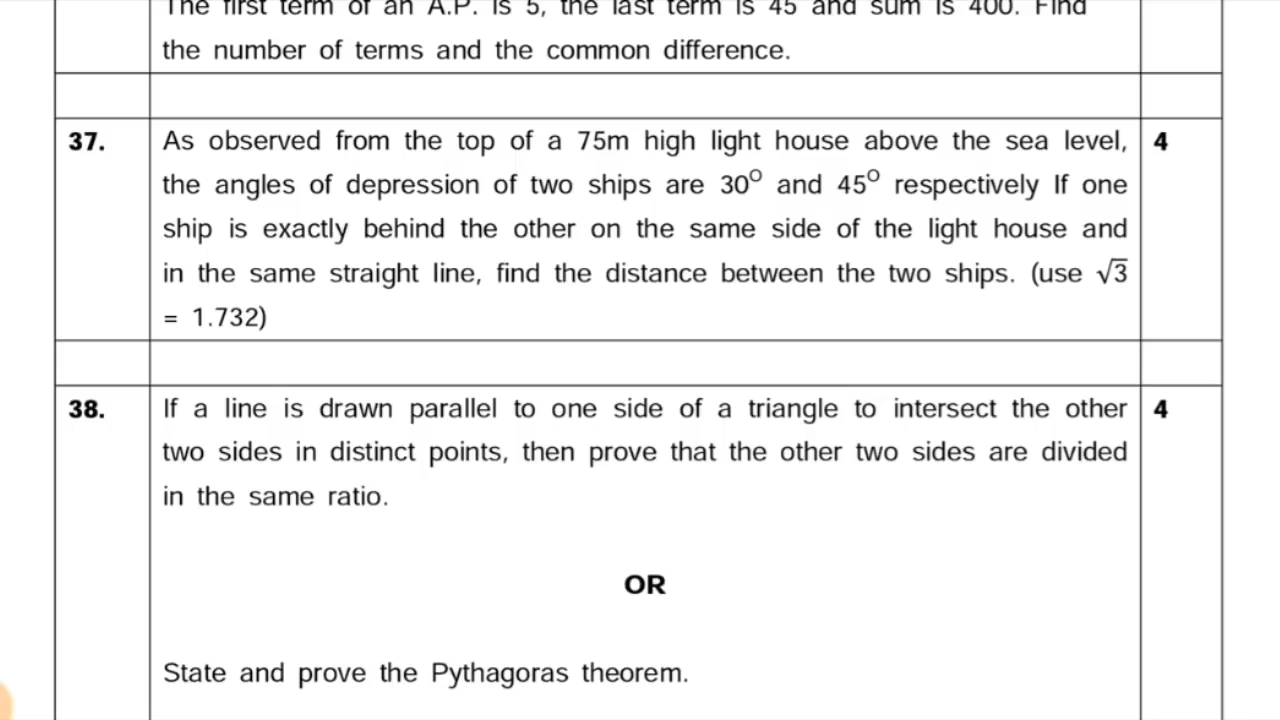 The first term of an A.P. is 5, the last term is 45 and sum is 400. Find
the number of terms and the common difference.
37.
As observed from the top of a 75m high light house above the sea level,
4
the angles of depression of two ships are 30⁰ and 45⁰ respectively If one
ship is exactly behind the other on the same side of the light house and
in the same straight line, find the distance between the two ships. (use √3
= 1.732)
38.
If a line is drawn parallel to one side of a triangle to intersect the other
4
two sides in distinct points, then prove that the other two sides are divided
in the same ratio.
OR
State and prove the Pythagoras theorem.